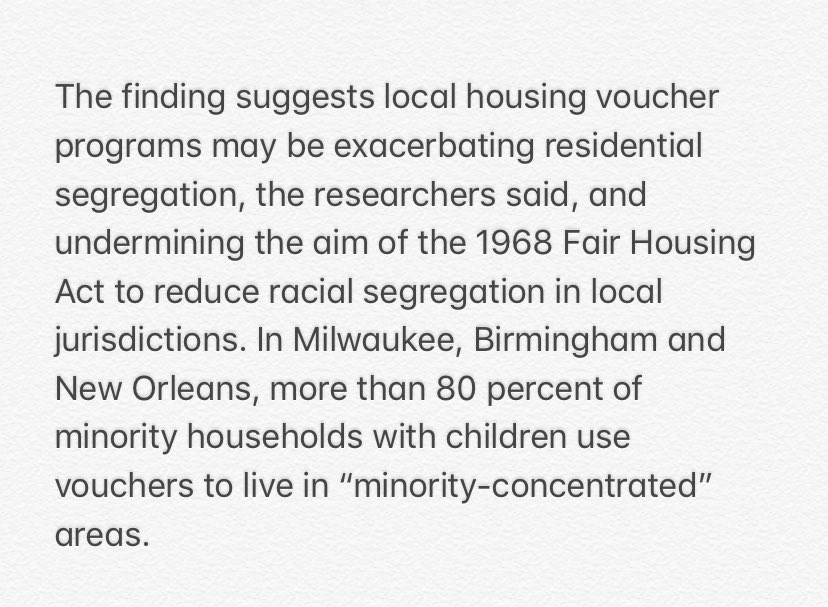 The finding suggests local housing voucher
programs may be exacerbating residential
segregation, the researchers said, and
undermining the aim of the 1968 Fair Housing
Act to reduce racial segregation in local
jurisdictions. In Milwaukee, Birmingham and
New Orleans, more than 80 percent of
minority households with children use
vouchers to live in “minority-concentrated”
areas.